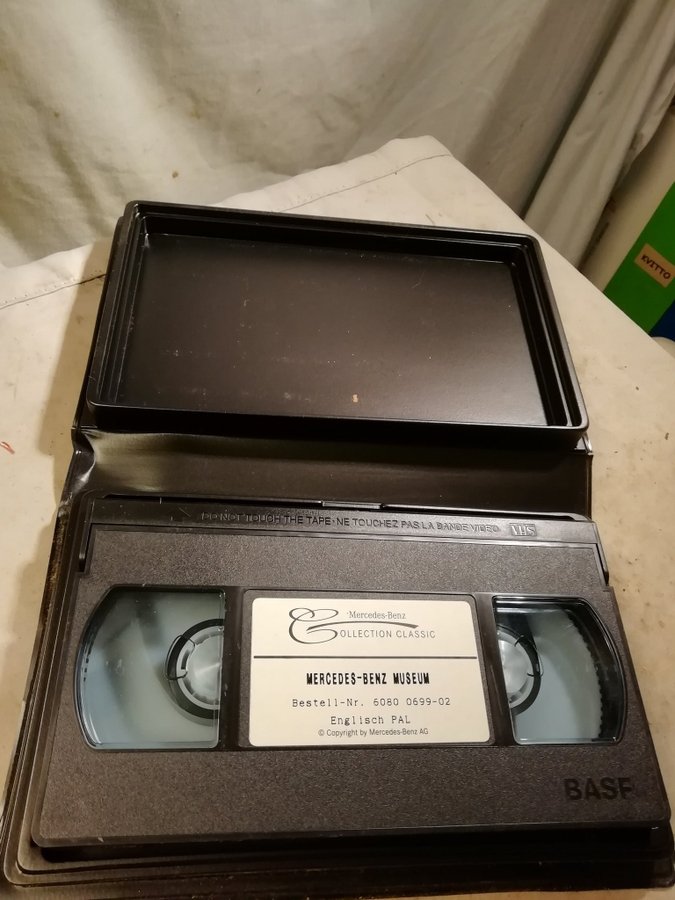 KVITTO
DO NOT TOUCH THE TAPE · NE TOUCHEZ PAS LA BANDE VIDEO VHS
Mercedes-Benz
COLLECTION CLASSIC
MERCEDES-BENZ MUSEUM
Bestell-Nr. 6080 0699-02
Englisch PAL
© Copyright by Mercedes-Benz AG
BASF